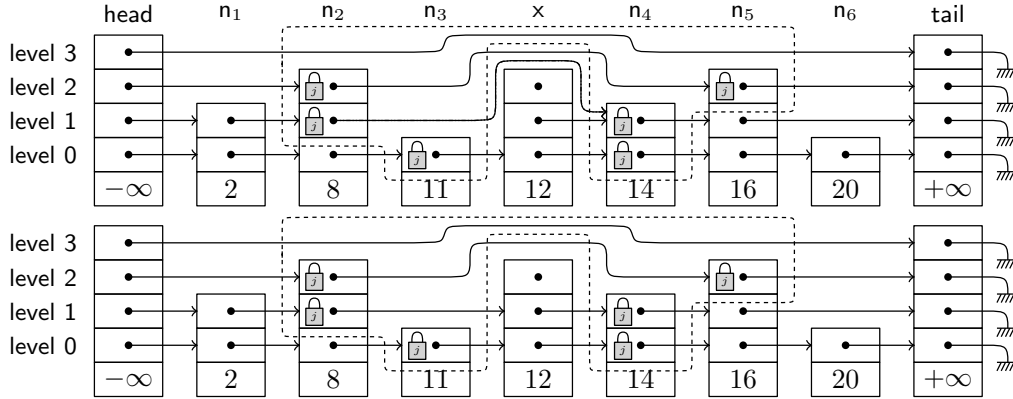 head n₁ n₂ n₃ x n₄ n₅ n₆ tail
level 3
level 2 j j
level 1 j j
level 0 j j
−∞ 2 8 11 12 14 16 20 +∞
level 3
level 2 j j
level 1 j j
level 0 j j
−∞ 2 8 11 12 14 16 20 +∞